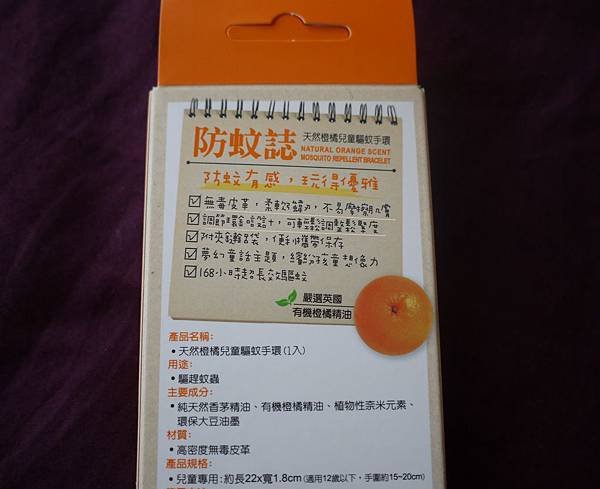 防蚊誌
天然橙橘兒童驅蚊手環
NATURAL ORANGE SCENT
MOSQUITO REPELLENT BRACELET
防蚊有感，玩得優雅
無毒皮革，柔軟強韌，不易摩擦肌膚
調節環釦設計，可輕鬆調整鬆緊度
附夾鏈袋，便利攜帶保存
夢幻童話主題，繽紛孩童想像力
168小時超長效碼驅蚊
嚴選英國
有機橙橘精油
產品名稱：
• 天然橙橘兒童驅蚊手環(1入)
用途：
• 驅趕蚊蟲
主要成分：
• 純天然香茅精油、有機橙橘精油、植物性奈米元素、
環保大豆油墨
材質：
• 高密度無毒皮革
產品規格：
• 兒童專用：約長22x寬1.8cm(適用12歲以下，手圍約15~20cm)